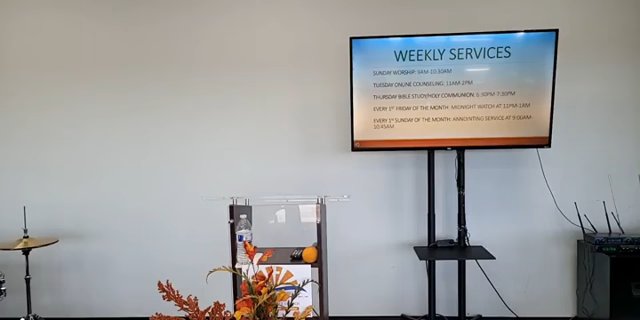 WEEKLY SERVICES
SUNDAY WORSHIP: 9AM-10:30AM
TUESDAY ONLINE COUNSELING: 11AM-2PM
THURSDAY BIBLE STUDY/HOLY COMMUNION: 6:30PM-7:30PM
EVERY 1ST FRIDAY OF THE MONTH: MIDNIGHT WATCH AT 11PM-1AM
EVERY 1ST SUNDAY OF THE MONTH: ANNOINTING SERVICE AT 9:00AM-
10:45AM